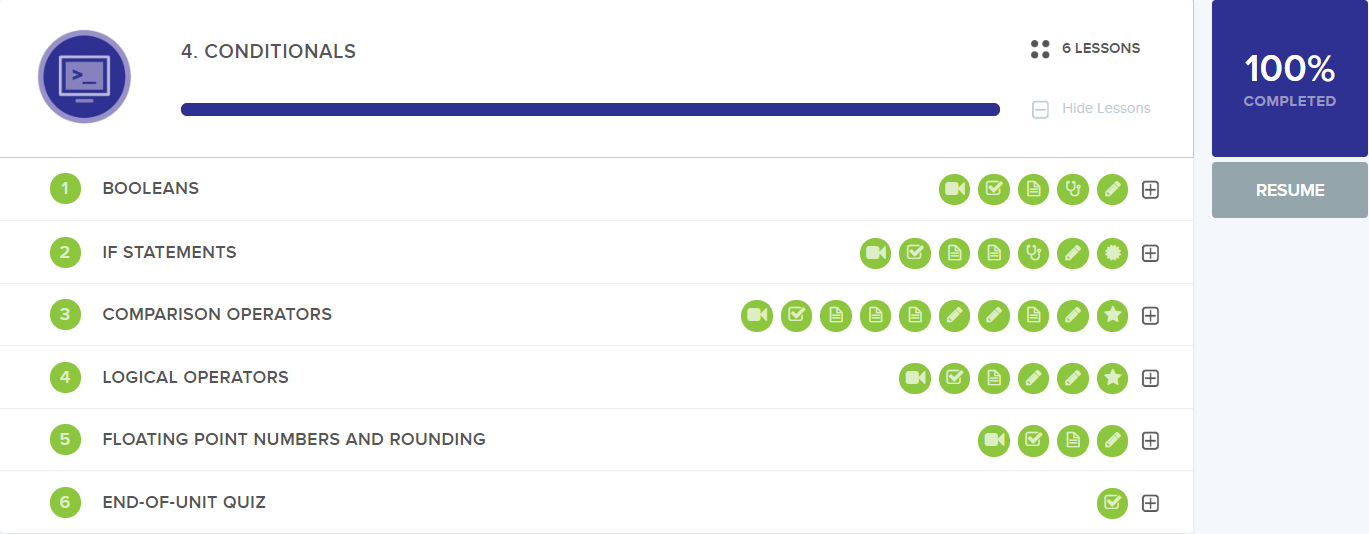 4. CONDITIONALS
6 LESSONS
Hide Lessons
100%
COMPLETED
RESUME
>_
1 BOOLEANS
2 IF STATEMENTS
3 COMPARISON OPERATORS
4 LOGICAL OPERATORS
5 FLOATING POINT NUMBERS AND ROUNDING
6 END-OF-UNIT QUIZ